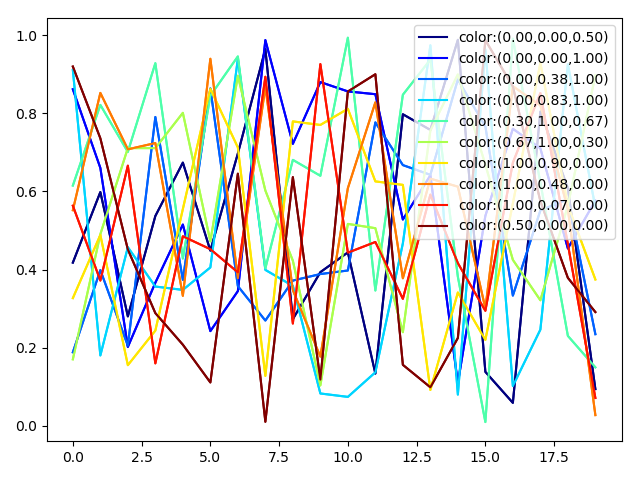 1.0
0.8
0.6
0.4
0.2
0.0
0.0
2.5
5.0
7.5
10.0
12.5
15.0
17.5
color:(0.00,0.00,0.50)
color:(0.00,0.00,1.00)
color:(0.00,0.38,1.00)
color:(0.00,0.83,1.00)
color:(0.30,1.00,0.67)
color:(0.67,1.00,0.30)
color:(1.00,0.90,0.00)
color:(1.00,0.48,0.00)
color:(1.00,0.07,0.00)
color:(0.50,0.00,0.00)